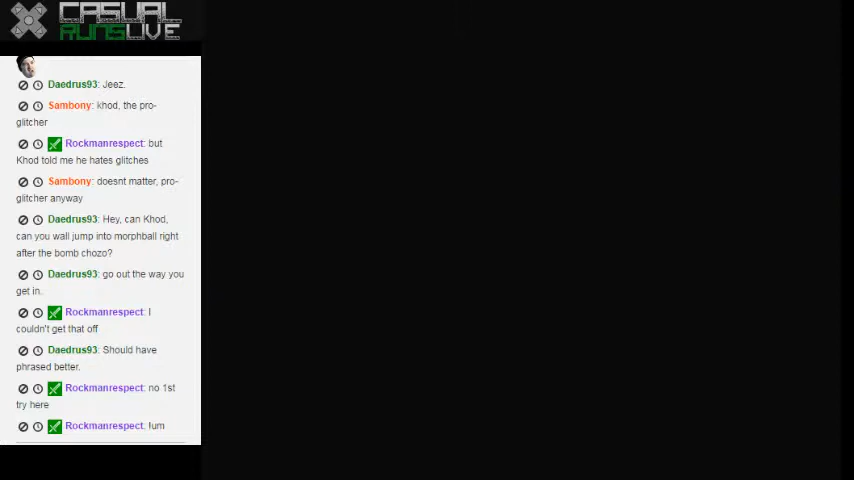 CASUAL
RUNSLIVE
Daedrus93: Jeez.
Sambony: khod, the pro-
glitcher
Rockmanrespect: but
Khod told me he hates glitches
Sambony: doesnt matter, pro-
glitcher anyway
Daedrus93: Hey, can Khod,
can you wall jump into morphball right
after the bomb chozo?
Daedrus93: go out the way you
get in.
Rockmanrespect: I
couldn't get that off
Daedrus93: Should have
phrased better.
Rockmanrespect: no 1st
try here
Rockmanrespect: !um